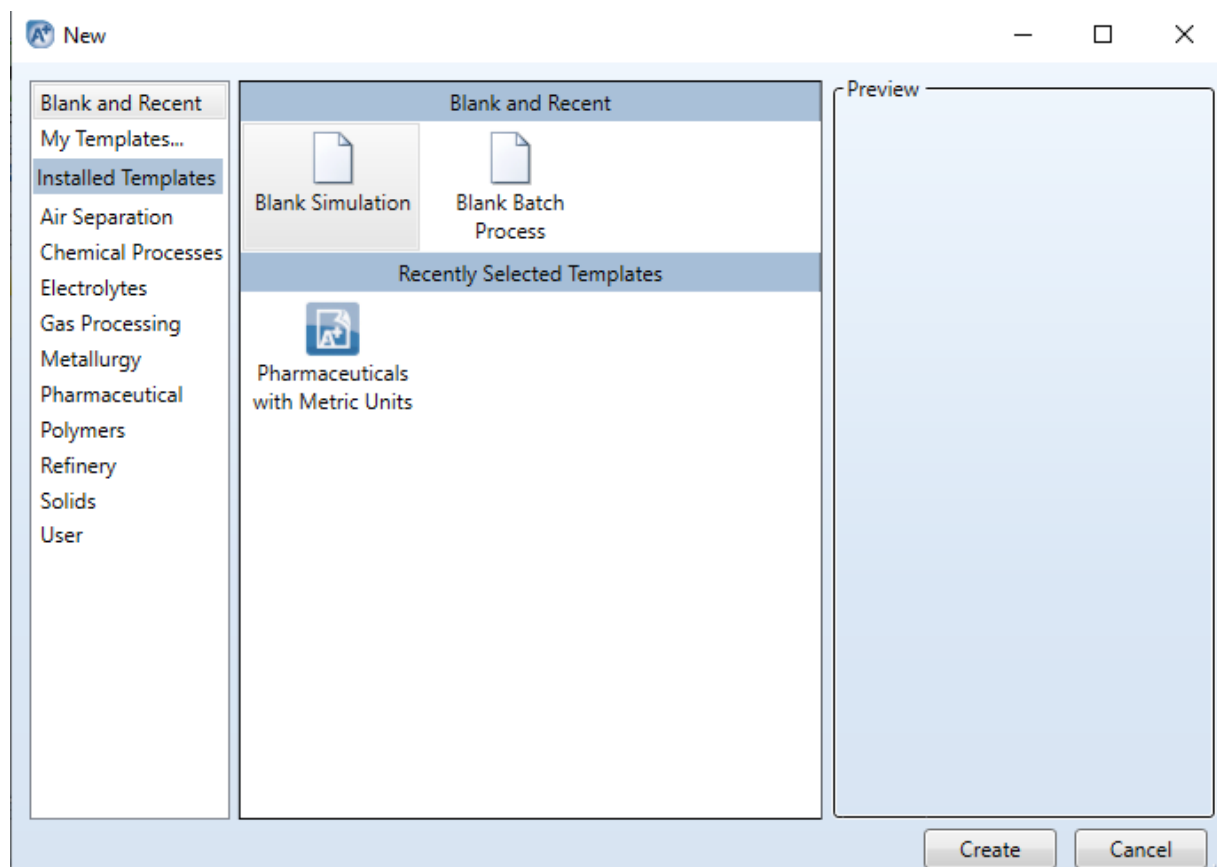 New
Blank and Recent
My Templates...
Installed Templates
Air Separation
Chemical Processes
Electrolytes
Gas Processing
Metallurgy
Pharmaceutical
Polymers
Refinery
Solids
User
Blank and Recent
Blank Simulation
Blank Batch
Process
Recently Selected Templates
A+
Pharmaceuticals
with Metric Units
Preview
Create
Cancel